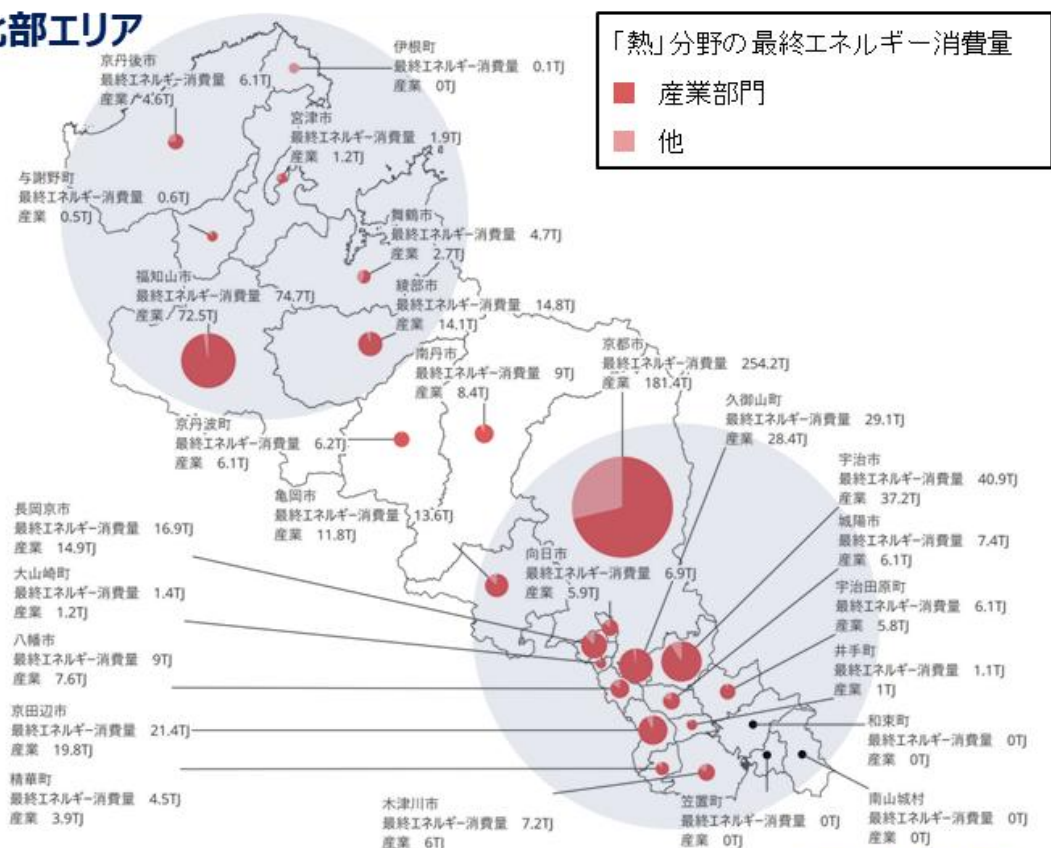 部エリア
「熱」分野の最終エネルギー消費量
産業部門
他
京丹後市
最終エネルギー消費量 6.1TJ
産業 4.6TJ
伊根町
最終エネルギー消費量 0.1TJ
産業 0TJ
宮津市
最終エネルギー消費量 1.9TJ
産業 1.2TJ
与謝野町
最終エネルギー消費量 0.6TJ
産業 0.5TJ
舞鶴市
最終エネルギー消費量 4.7TJ
産業 2.7TJ
福知山市
最終エネルギー消費量 74.7TJ
産業 72.5TJ
綾部市
最終エネルギー消費量 14.8TJ
産業 14.1TJ
南丹市
最終エネルギー消費量 9TJ
産業 8.4TJ
京都市
最終エネルギー消費量 254.2TJ
産業 181.4TJ
久御山町
最終エネルギー消費量 29.1TJ
産業 28.4TJ
京丹波町
最終エネルギー消費量 6.2TJ
産業 6.1TJ
宇治市
最終エネルギー消費量 40.9TJ
産業 37.2TJ
亀岡市
最終エネルギー消費量 13.6TJ
産業 11.8TJ
長岡京市
最終エネルギー消費量 16.9TJ
産業 14.9TJ
城陽市
最終エネルギー消費量 7.4TJ
産業 6.1TJ
向日市
最終エネルギー消費量 6.9TJ
産業 5.9TJ
大山崎町
最終エネルギー消費量 1.4TJ
産業 1.2TJ
宇治田原町
最終エネルギー消費量 6.1TJ
産業 5.8TJ
八幡市
最終エネルギー消費量 9TJ
産業 7.6TJ
井手町
最終エネルギー消費量 1.1TJ
産業 1TJ
京田辺市
最終エネルギー消費量 21.4TJ
産業 19.8TJ
和束町
最終エネルギー消費量 0TJ
産業 0TJ
精華町
最終エネルギー消費量 4.5TJ
産業 3.9TJ
木津川市
最終エネルギー消費量 7.2TJ
産業 6TJ
笠置町
最終エネルギー消費量 0TJ
産業 0TJ
南山城村
最終エネルギー消費量 0TJ
産業 0TJ